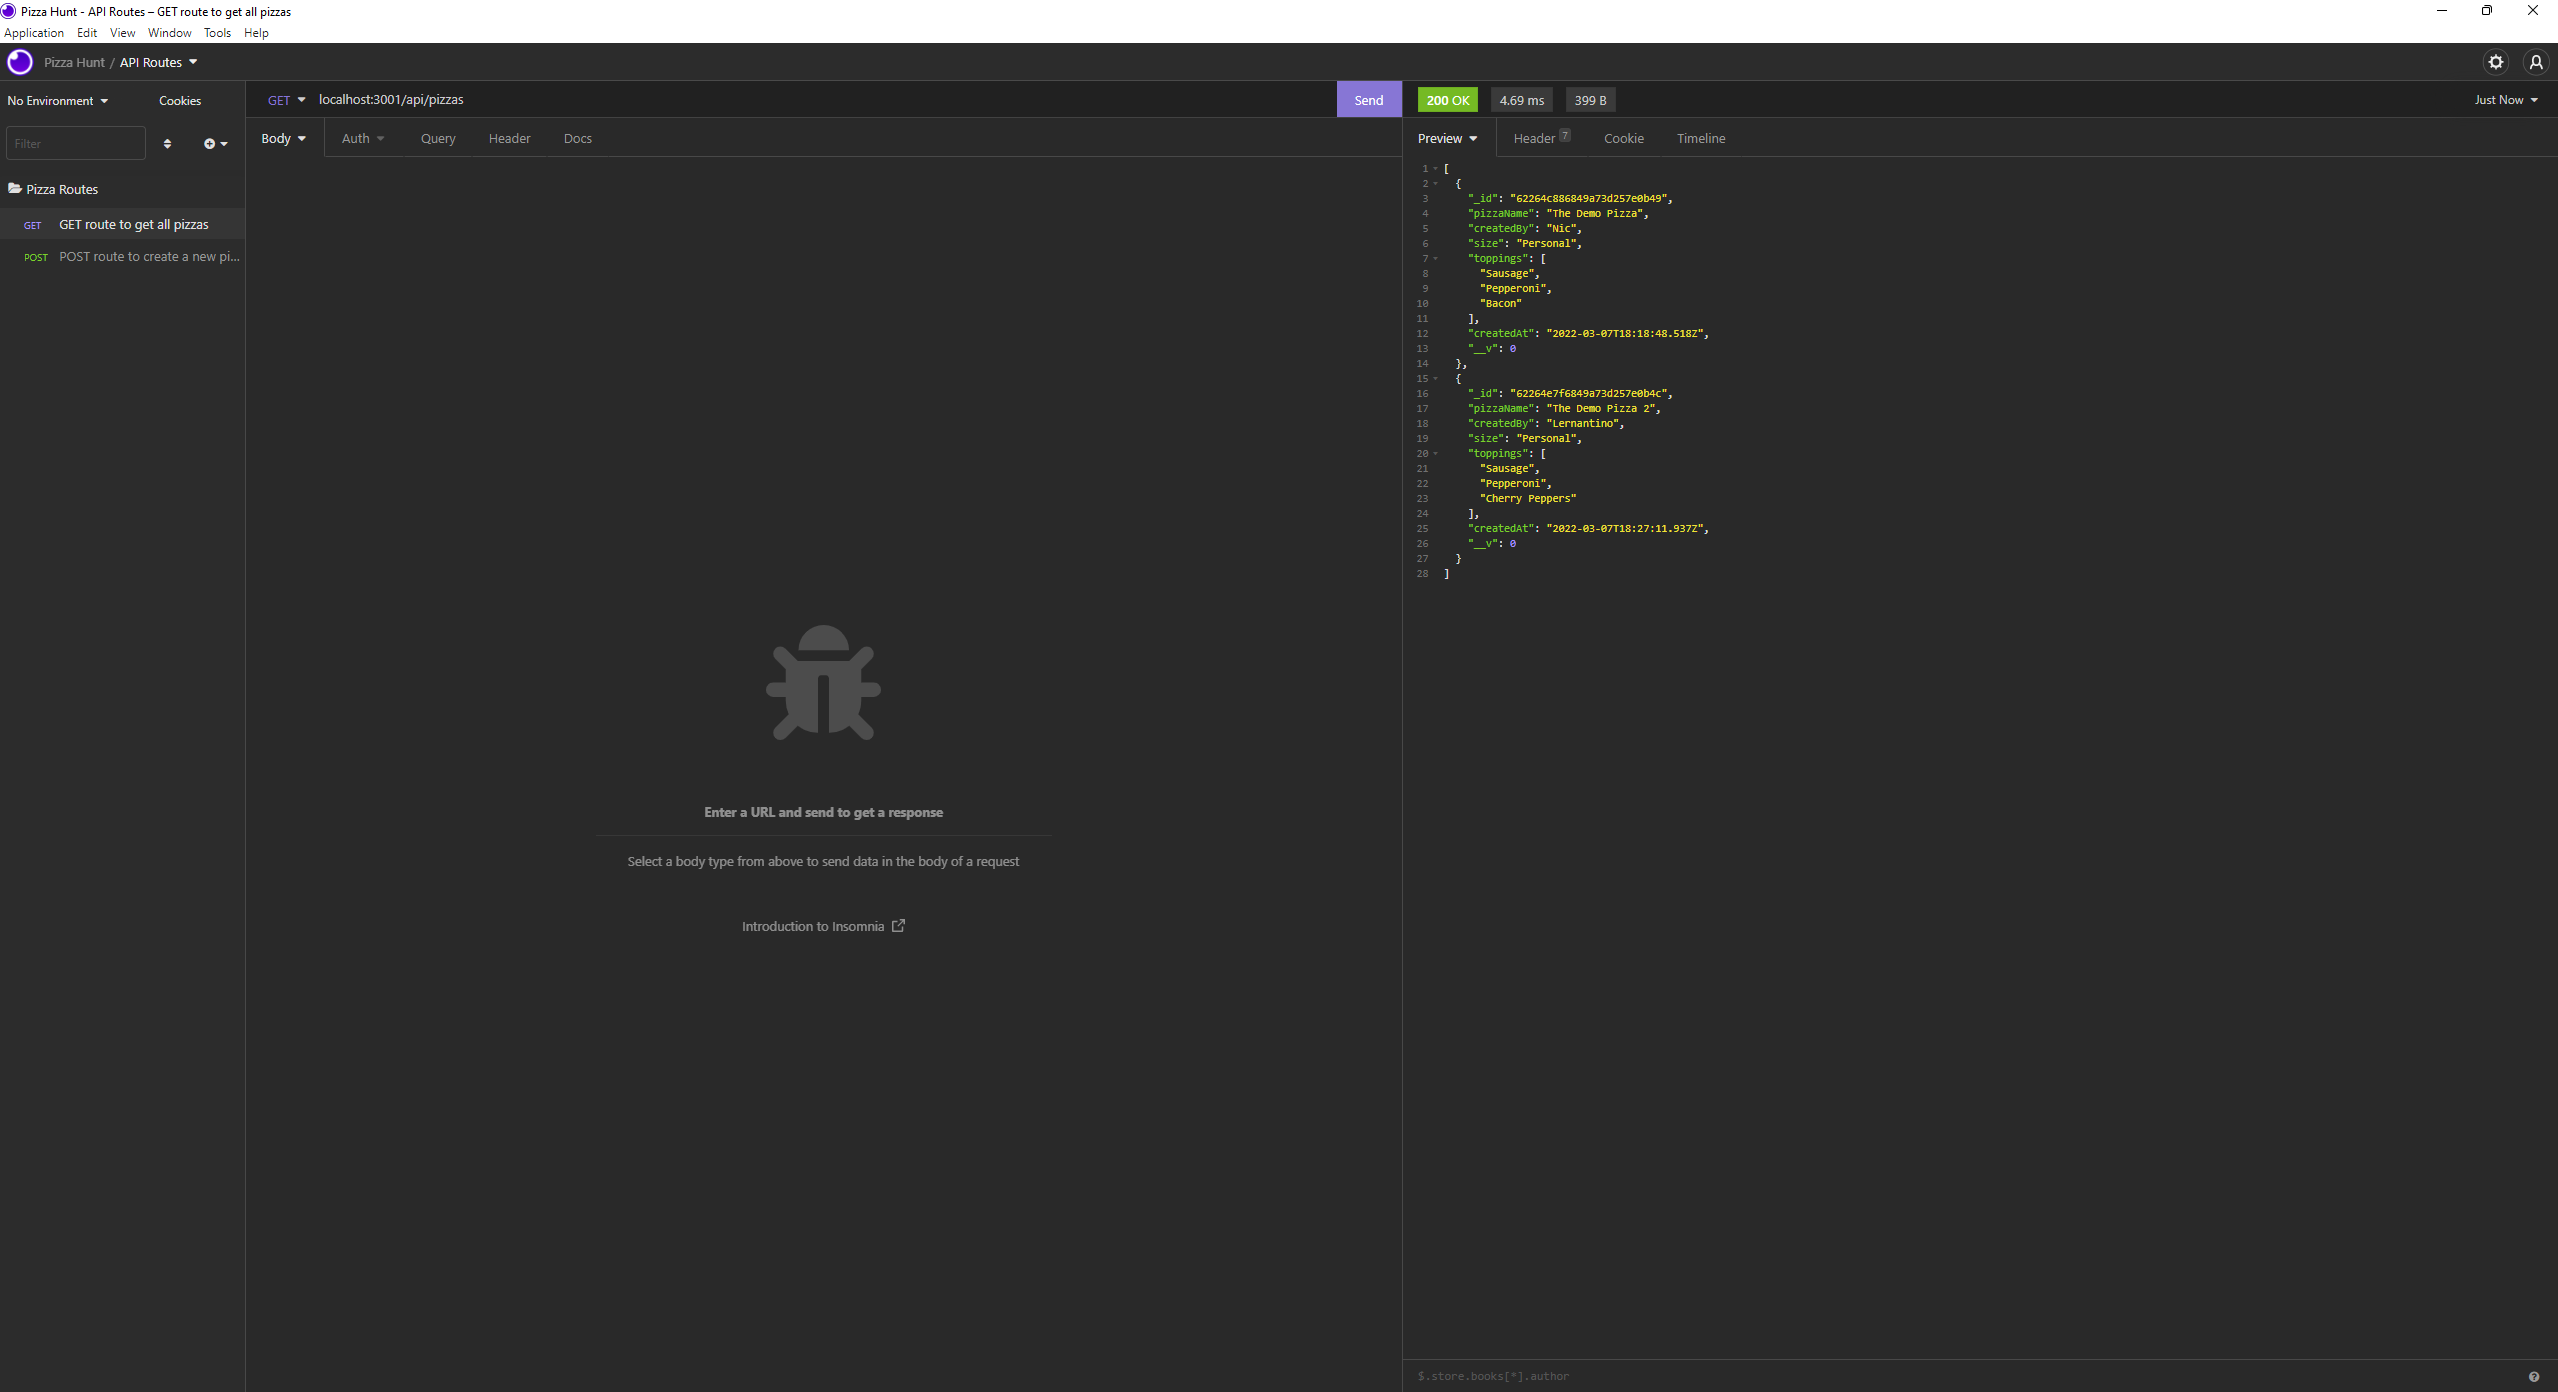 Pizza Hunt - API Routes – GET route to get all pizzas
Application Edit View Window Tools Help
Pizza Hunt / API Routes
No Environment Cookies
GET localhost:3001/api/pizzas Send
200 OK 4.69 ms 399 B Just Now
Filter
Body Auth Query Header Docs
Preview Header 7 Cookie Timeline
Pizza Routes
GET GET route to get all pizzas
POST POST route to create a new pi...
Enter a URL and send to get a response
Select a body type from above to send data in the body of a request
Introduction to Insomnia
1 [
2 {
3 "_id": "62264c886849a73d257e0b49",
4 "pizzaName": "The Demo Pizza",
5 "createdBy": "Nic",
6 "size": "Personal",
7 "toppings": [
8 "Sausage",
9 "Pepperoni",
10 "Bacon"
11 ],
12 "createdAt": "2022-03-07T18:18:48.518Z",
13 "__v": 0
14 },
15 {
16 "_id": "62264e7f6849a73d257e0b4c",
17 "pizzaName": "The Demo Pizza 2",
18 "createdBy": "Lernantino",
19 "size": "Personal",
20 "toppings": [
21 "Sausage",
22 "Pepperoni",
23 "Cherry Peppers"
24 ],
25 "createdAt": "2022-03-07T18:27:11.937Z",
26 "__v": 0
27 }
28 ]
$.store.books[*].author